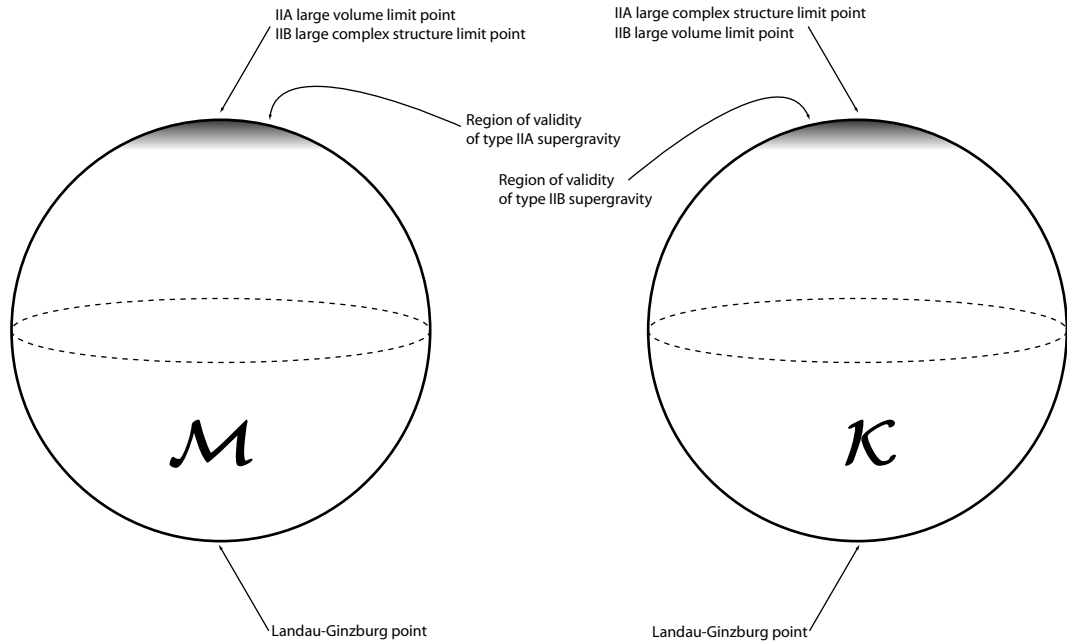 IIA large volume limit point
IIB large complex structure limit point
IIA large complex structure limit point
IIB large volume limit point
Region of validity
of type IIA supergravity
Region of validity
of type IIB supergravity
ℳ
𝒦
Landau-Ginzburg point
Landau-Ginzburg point